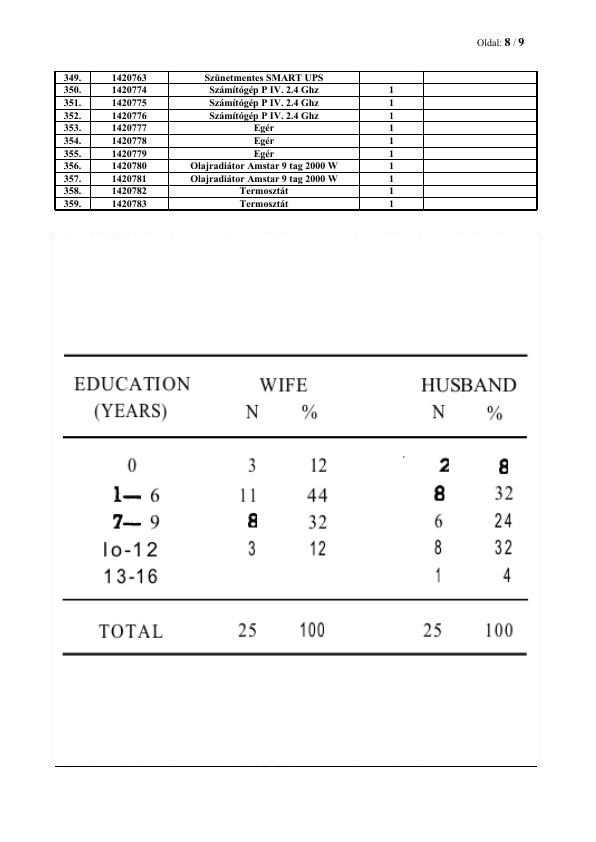 Oldal: 8 / 9
349. 1420763 Szünetmentes SMART UPS
350. 1420774 Számítógép P IV. 2.4 Ghz 1
351. 1420775 Számítógép P IV. 2.4 Ghz 1
352. 1420776 Számítógép P IV. 2.4 Ghz 1
353. 1420777 Egér 1
354. 1420778 Egér 1
355. 1420779 Egér 1
356. 1420780 Olajradiátor Amstar 9 tag 2000 W 1
357. 1420781 Olajradiátor Amstar 9 tag 2000 W 1
358. 1420782 Termosztát 1
359. 1420783 Termosztát 1
EDUCATION WIFE HUSBAND
(YEARS) N % N %
0 3 12 2 8
1— 6 11 44 8 32
7— 9 8 32 6 24
lo-12 3 12 8 32
13-16 1 4
TOTAL 25 100 25 100